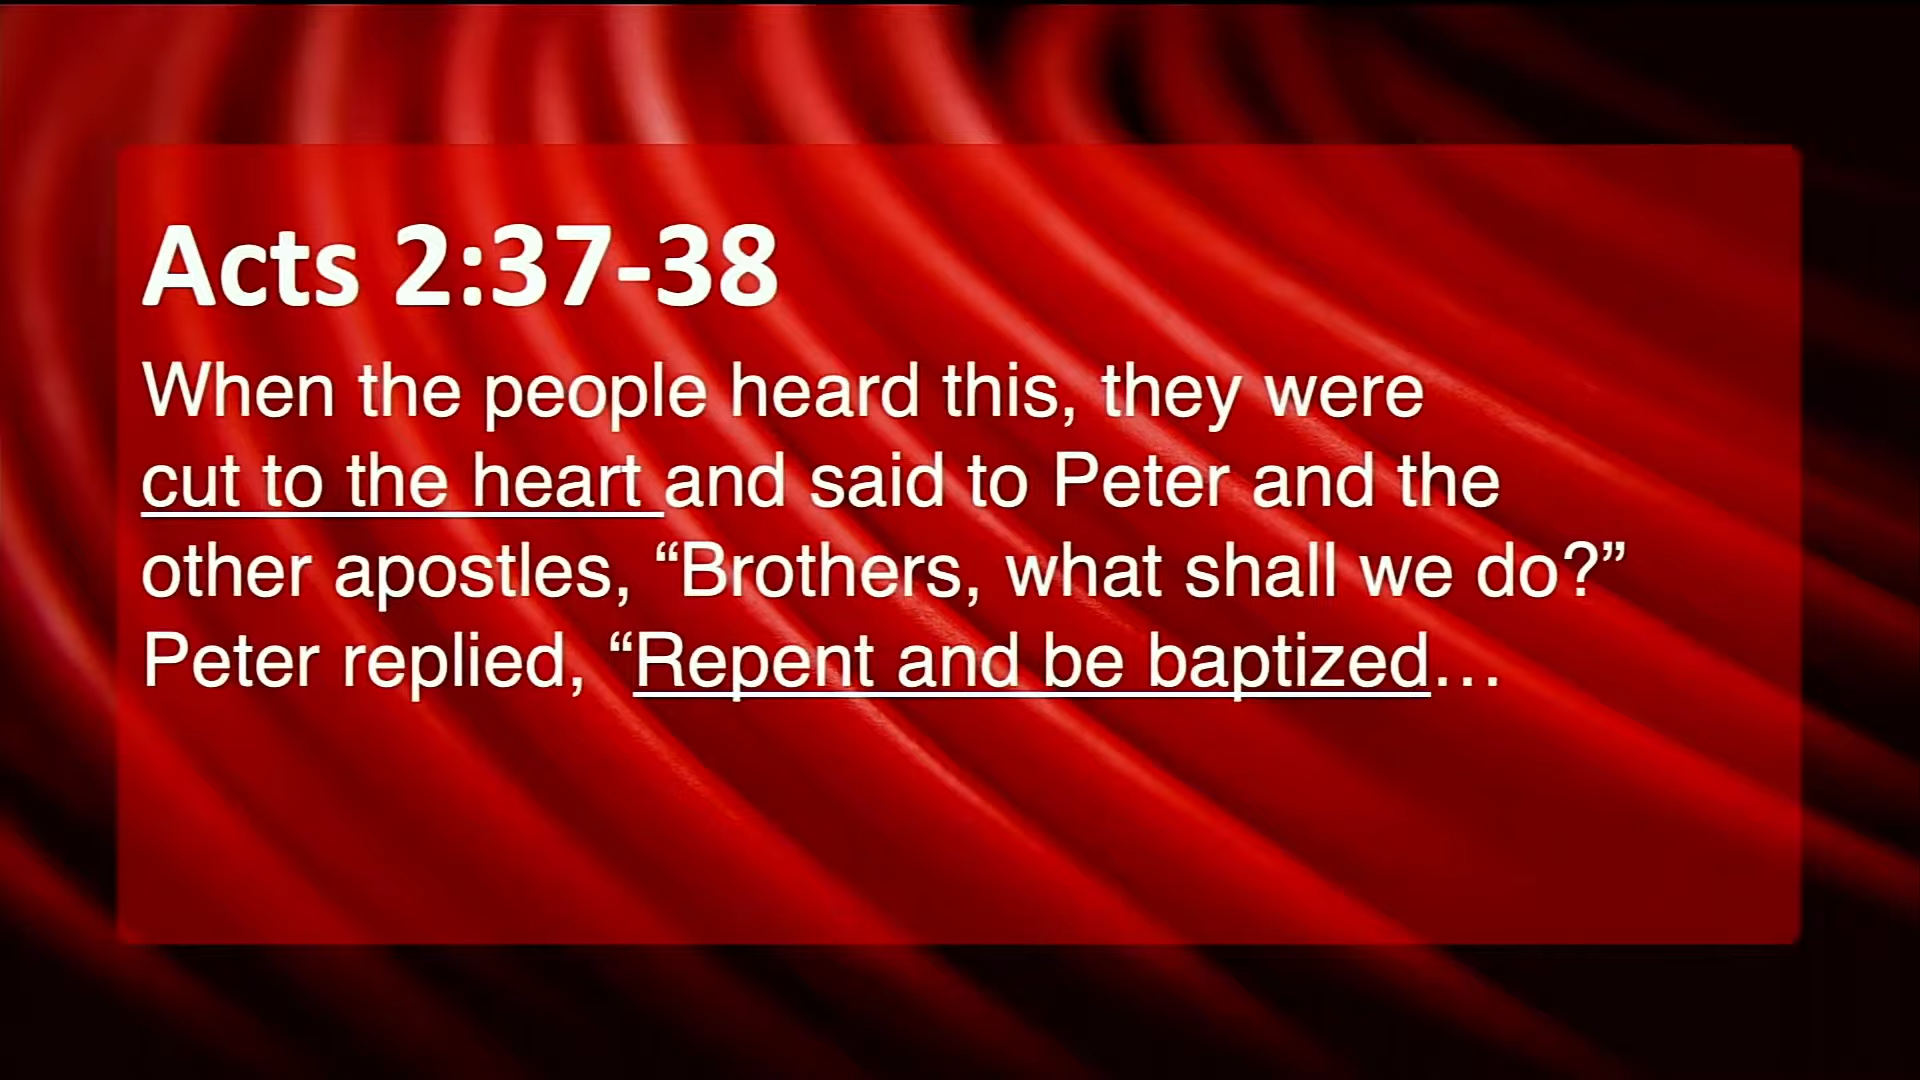 Acts 2:37-38
When the people heard this, they were
cut to the heart and said to Peter and the
other apostles, “Brothers, what shall we do?”
Peter replied, “Repent and be baptized…